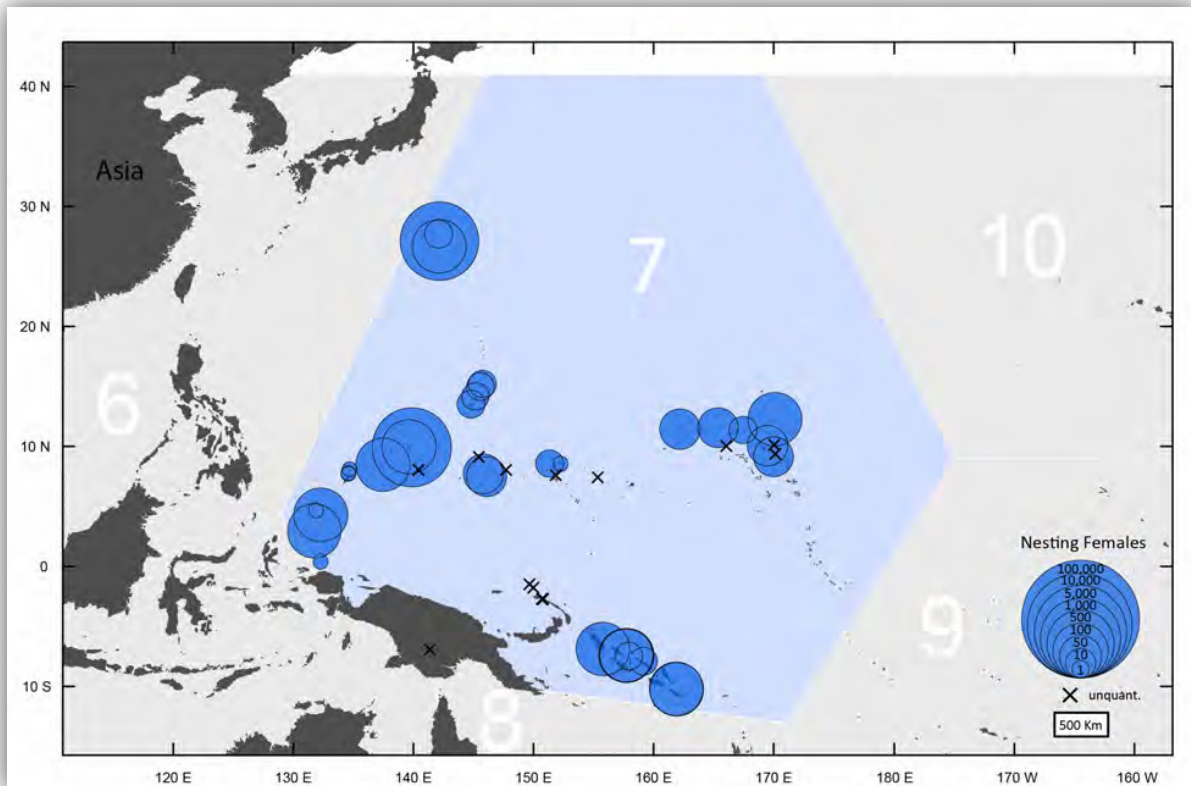 40 N
Asia
30 N
7
10
20 N
6
10 N
Nesting Females
100,000
10,000
5,000
1,000
500
100
50
10
1
0
9
unquant.
10 S
8
500 Km
120 E
130 E
140 E
150 E
160 E
170 E
180 E
170 W
160 W